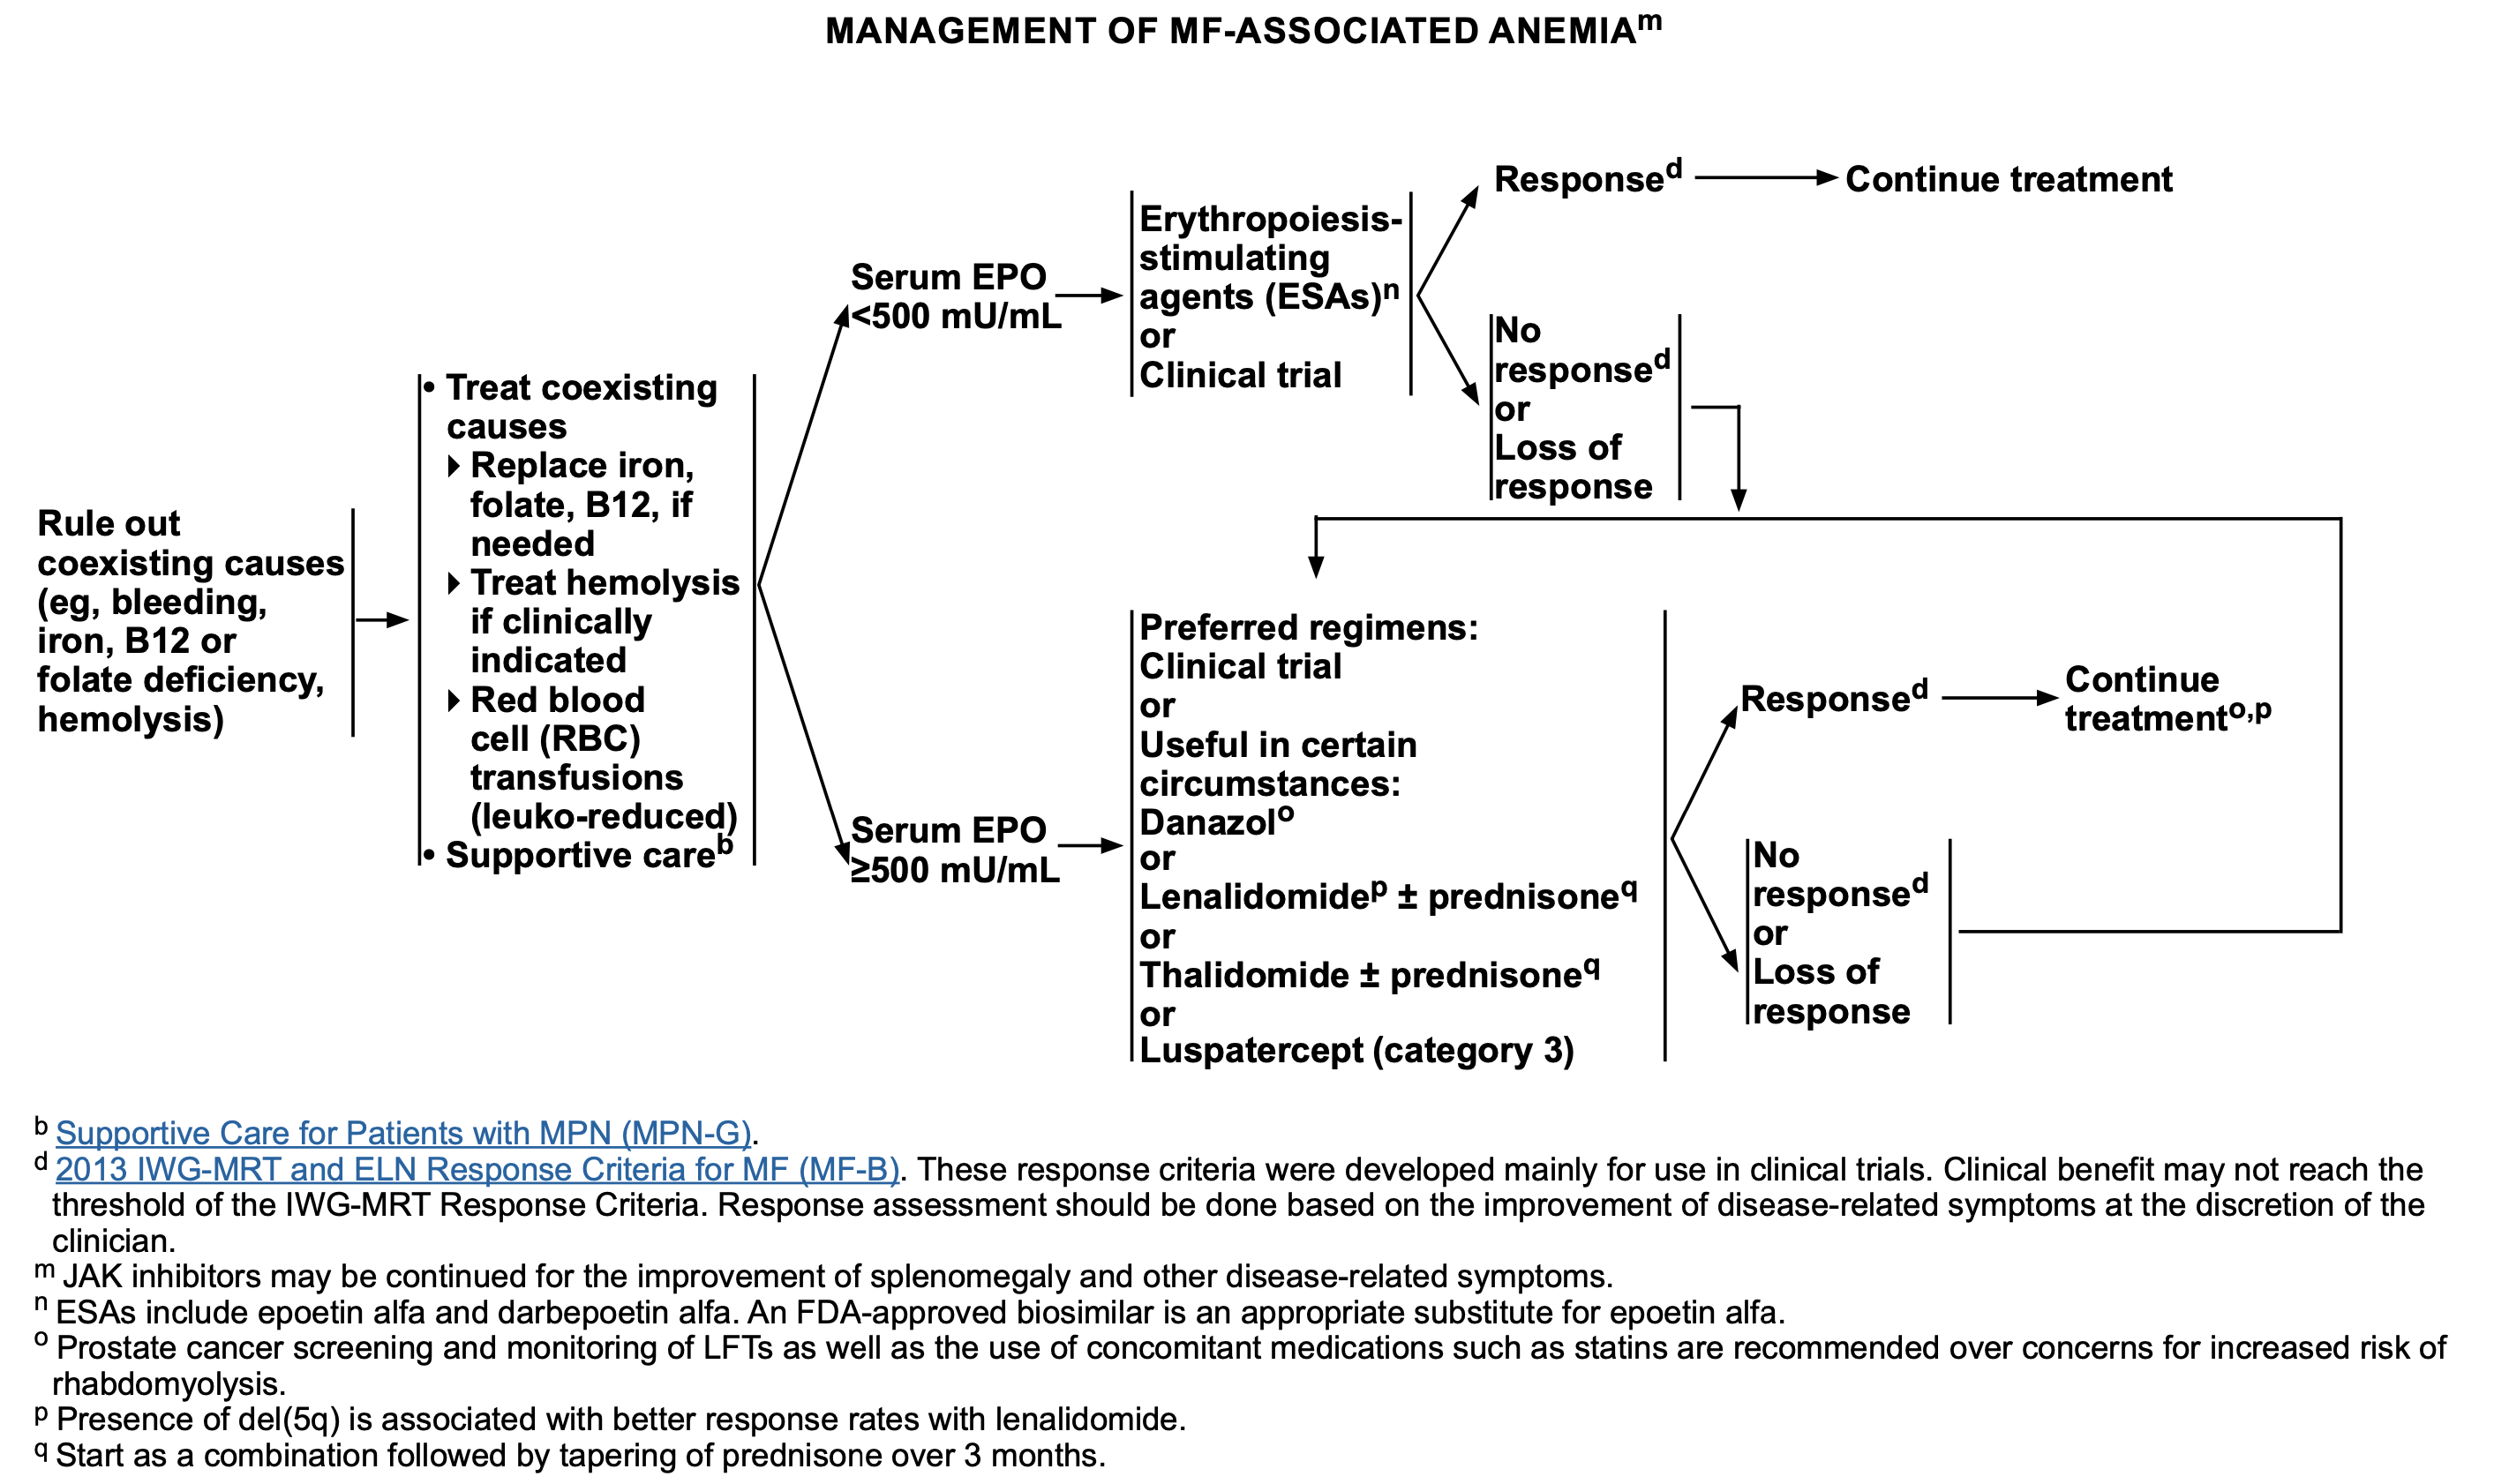 MANAGEMENT OF MF-ASSOCIATED ANEMIAm
Rule out
coexisting causes
(eg, bleeding,
iron, B12 or
folate deficiency,
hemolysis)
• Treat coexisting
causes
Replace iron,
folate, B12, if
needed
Treat hemolysis
if clinically
indicated
Red blood
cell (RBC)
transfusions
(leuko-reduced)
• Supportive careb
Serum EPO
<500 mU/mL
Erythropoiesis-
stimulating
agents (ESAs)n
or
Clinical trial
Responsed
Continue treatment
No
responsed
or
Loss of
response
Serum EPO
≥500 mU/mL
Preferred regimens:
Clinical trial
or
Useful in certain
circumstances:
Danazolo
or
Lenalidomidep ± prednisoneq
or
Thalidomide ± prednisoneq
or
Luspatercept (category 3)
Responsed
Continue
treatmento,p
No
responsed
or
Loss of
response
b Supportive Care for Patients with MPN (MPN-G).
d 2013 IWG-MRT and ELN Response Criteria for MF (MF-B). These response criteria were developed mainly for use in clinical trials. Clinical benefit may not reach the
threshold of the IWG-MRT Response Criteria. Response assessment should be done based on the improvement of disease-related symptoms at the discretion of the
clinician.
m JAK inhibitors may be continued for the improvement of splenomegaly and other disease-related symptoms.
n ESAs include epoetin alfa and darbepoetin alfa. An FDA-approved biosimilar is an appropriate substitute for epoetin alfa.
o Prostate cancer screening and monitoring of LFTs as well as the use of concomitant medications such as statins are recommended over concerns for increased risk of
rhabdomyolysis.
p Presence of del(5q) is associated with better response rates with lenalidomide.
q Start as a combination followed by tapering of prednisone over 3 months.